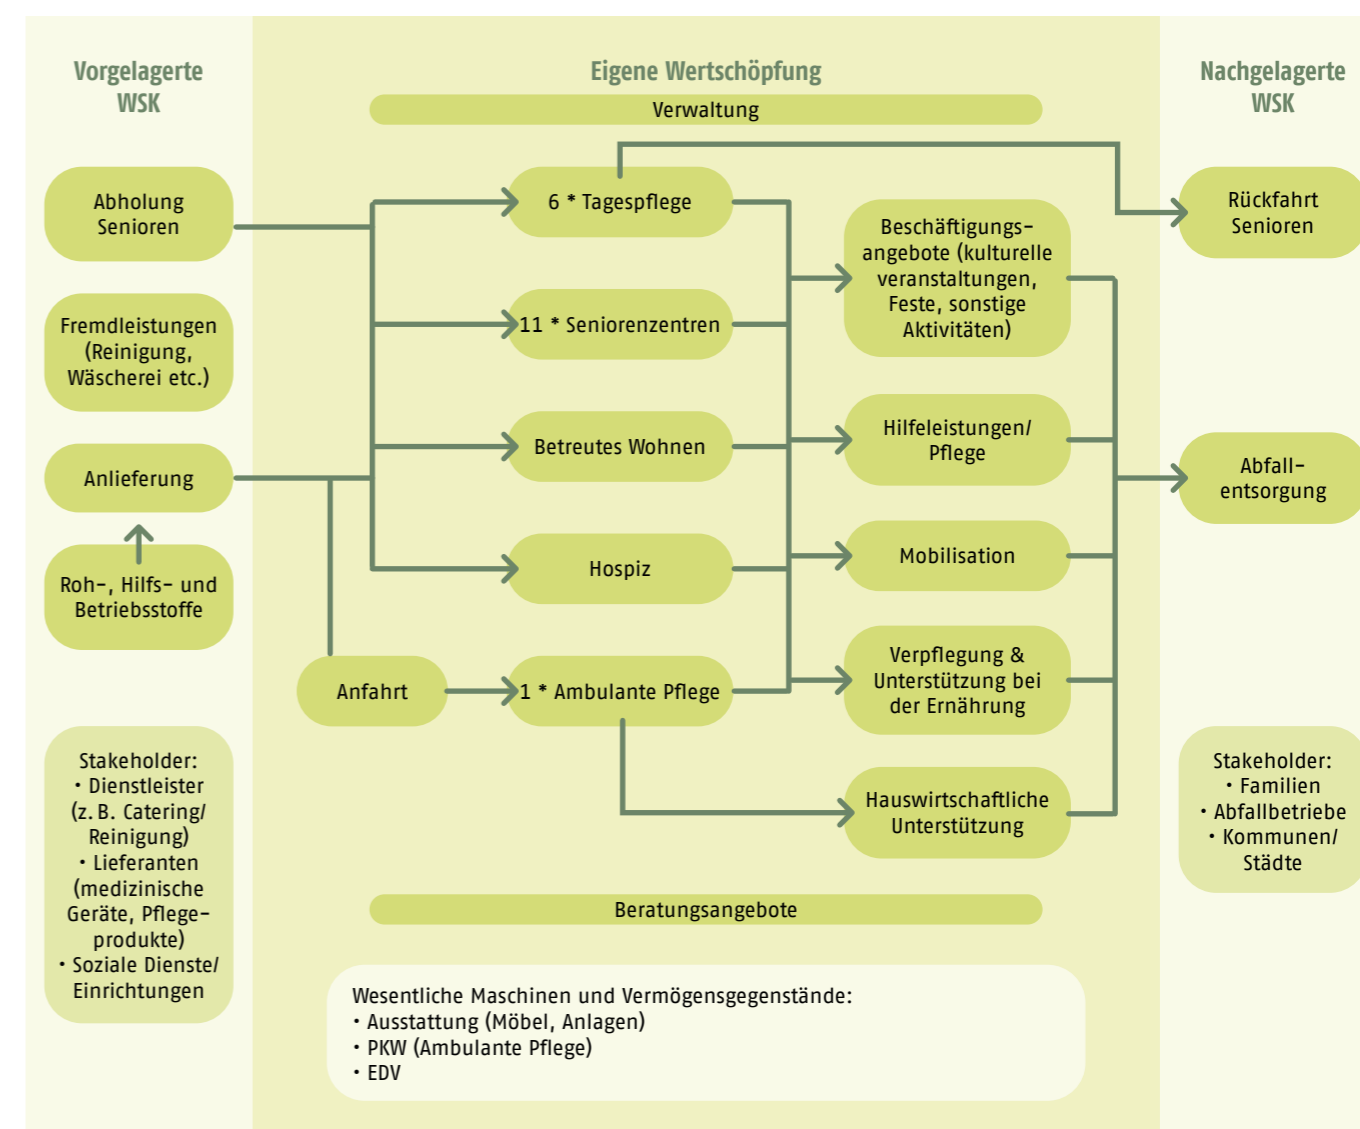 Vorgelagerte
WSK
Abholung
Senioren
Fremdleistungen
(Reinigung,
Wäscherei etc.)
Anlieferung
Roh-, Hilfs- und
Betriebsstoffe
Stakeholder:
• Dienstleister
(z. B. Catering/
Reinigung)
• Lieferanten
(medizinische
Geräte, Pflege-
produkte)
• Soziale Dienste/
Einrichtungen
Eigene Wertschöpfung
Verwaltung
6 * Tagespflege
11 * Seniorenzentren
Betreutes Wohnen
Hospiz
Anfahrt
1 * Ambulante Pflege
Beschäftigungs-
angebote (kulturelle
veranstaltungen,
Feste, sonstige
Aktivitäten)
Hilfeleistungen/
Pflege
Mobilisation
Verpflegung &
Unterstützung bei
der Ernährung
Hauswirtschaftliche
Unterstützung
Beratungsangebote
Wesentliche Maschinen und Vermögensgegenstände:
• Ausstattung (Möbel, Anlagen)
• PKW (Ambulante Pflege)
• EDV
Nachgelagerte
WSK
Rückfahrt
Senioren
Abfall-
entsorgung
Stakeholder:
• Familien
• Abfallbetriebe
• Kommunen/
Städte